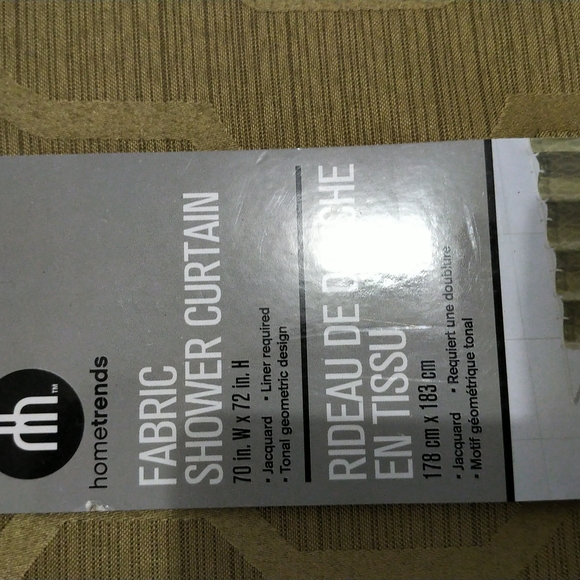 hometrends
FABRIC
SHOWER CURTAIN
70 in. W x 72 in. H
• Jacquard • Liner required
• Tonal geometric design
RIDEAU DE DOUCHE
EN TISSU
178 cm x 183 cm
• Jacquard • Requiert une doublure
• Motif géométrique tonal